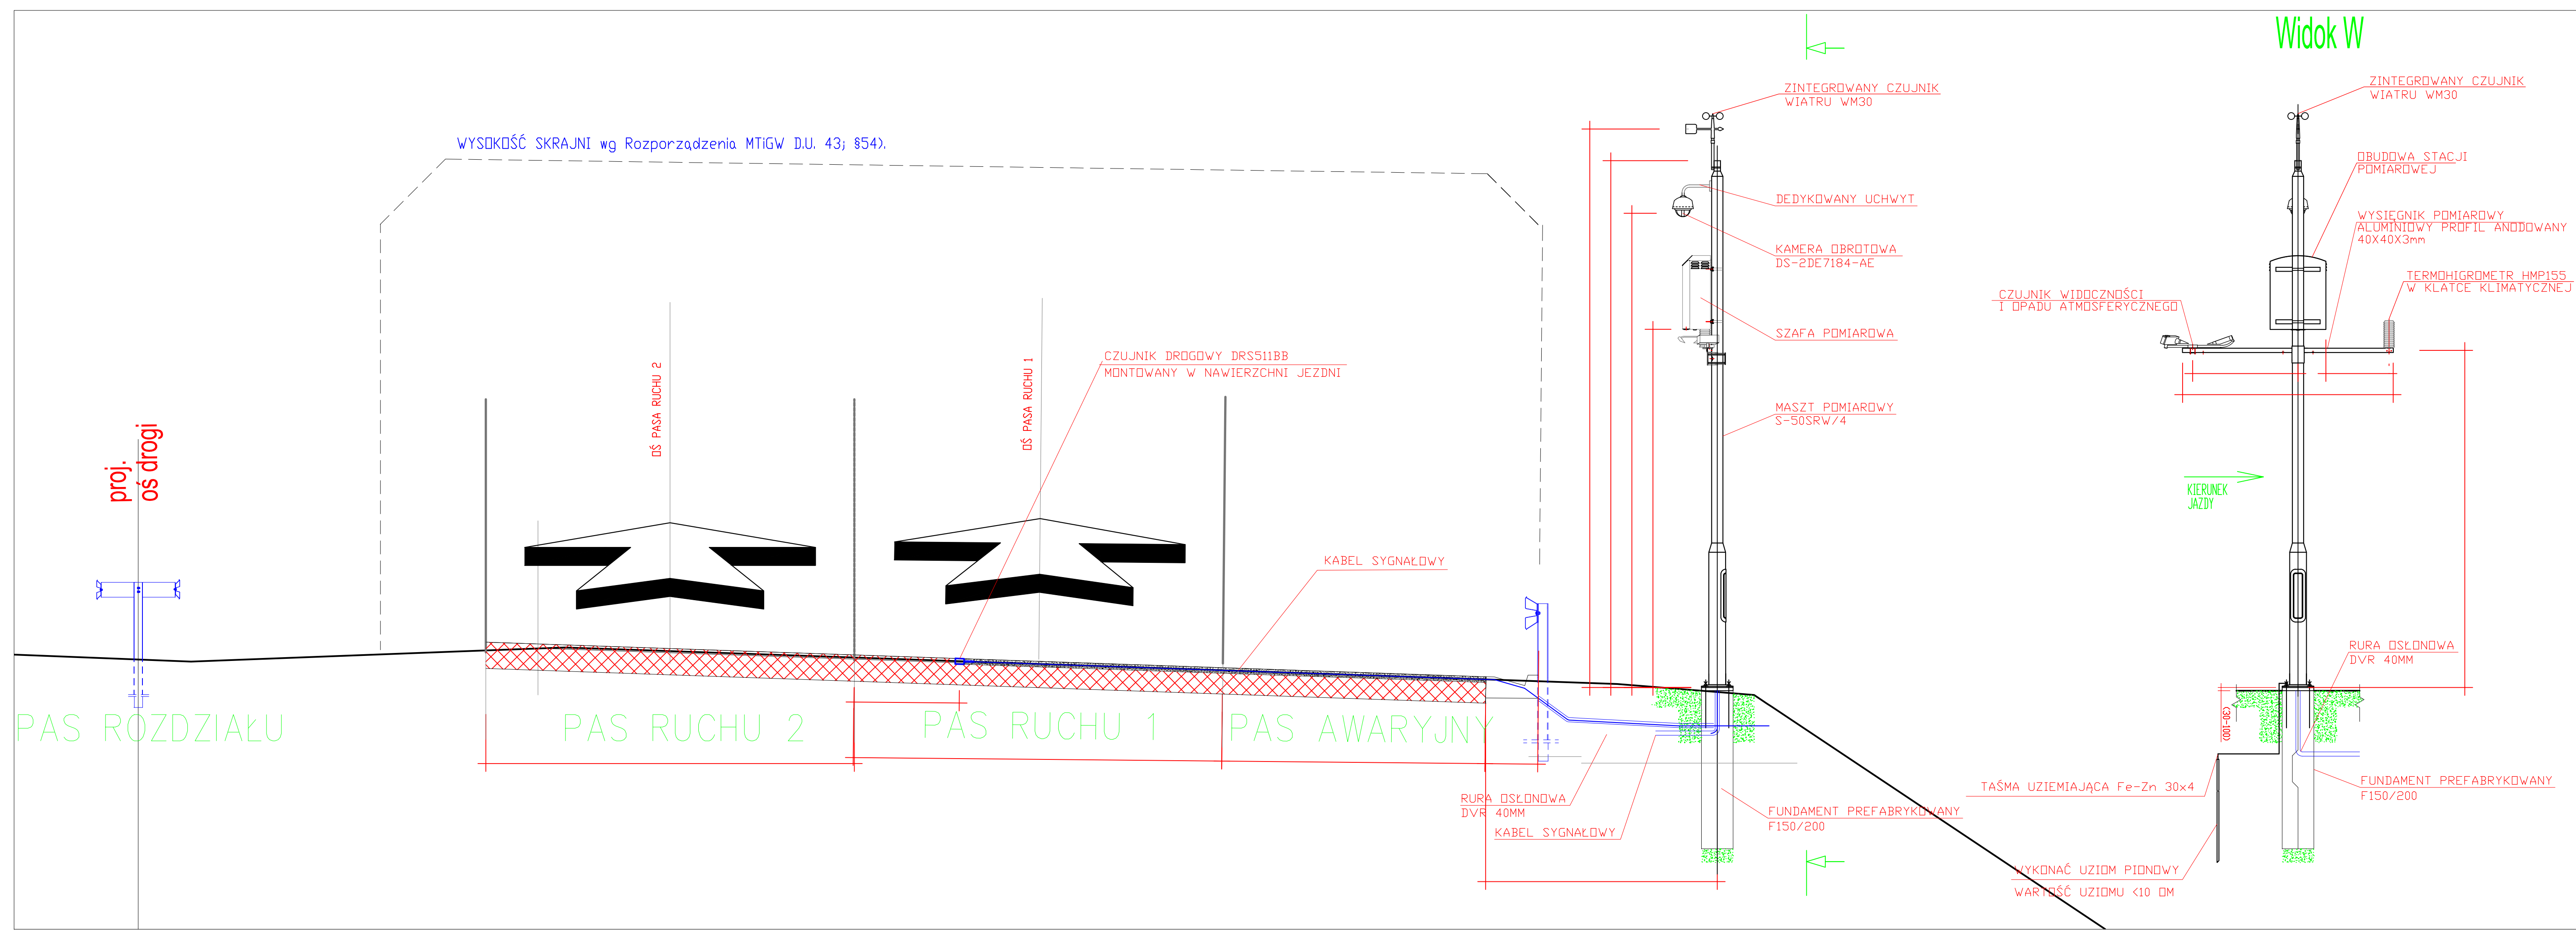 Widok W
ZINTEGROWANY CZUJNIK
WIATRU WM30
ZINTEGROWANY CZUJNIK
WIATRU WM30
WYSOKOŚĆ SKRAJNI wg Rozporządzenia MTiGW D.U. 43; §54).
OBUDOWA STACJI
POMIAROWEJ
DEDYKOWANY UCHWYT
WYSIĘGNIK POMIAROWY
ALUMINIOWY PROFIL ANODOWANY
40X40X3mm
KAMERA OBROTOWA
DS-2DE7184-AE
TERMOHIGROMETR HMP155
W KLATCE KLIMATYCZNEJ
CZUJNIK WIDOCZNOŚCI
I OPADU ATMOSFERYCZNEGO
SZAFA POMIAROWA
CZUJNIK DROGOWY DRS511BB
MONTOWANY W NAWIERZCHNI JEZDNI
OŚ PASA RUCHU 2
OŚ PASA RUCHU 1
MASZT POMIAROWY
S-50SRW/4
proj.
oś drogi
KIERUNEK
JAZDY
KABEL SYGNAŁOWY
RURA OSŁONOWA
DVR 40MM
PAS ROZDZIAŁU
PAS RUCHU 2
PAS RUCHU 1
PAS AWARYJNY
(30-100)
TAŚMA UZIEMIAJĄCA Fe-Zn 30x4
FUNDAMENT PREFABRYKOWANY
F150/200
RURA OSŁONOWA
DVR 40MM
FUNDAMENT PREFABRYKOWANY
F150/200
KABEL SYGNAŁOWY
WYKONAĆ UZIOM PIONOWY
WARTOŚĆ UZIOMU <10 OM